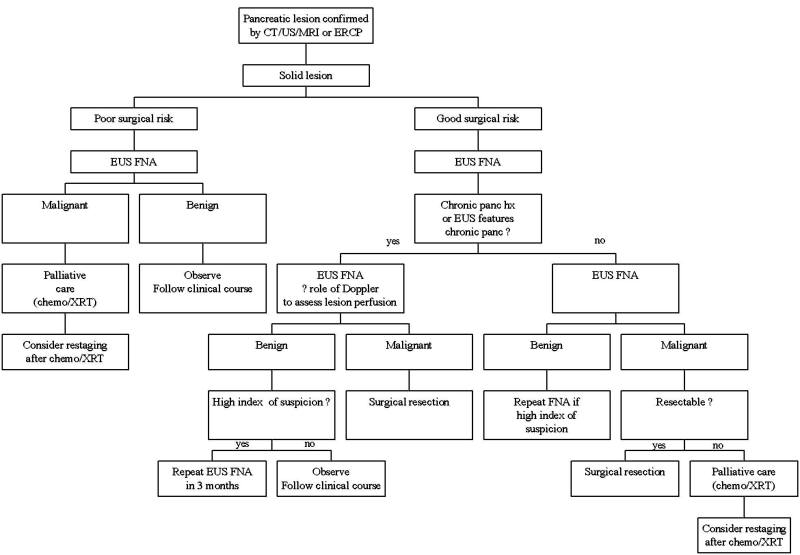 Pancreatic lesion confirmed
by CT/US/MRI or ERCP
Solid lesion
Poor surgical risk
Good surgical risk
EUS FNA
EUS FNA
Malignant
Benign
Chronic panc hx
or EUS features
chronic panc ?
yes
no
Palliative
care
(chemo/XRT)
Observe
Follow clinical course
EUS FNA
? role of Doppler
to assess lesion perfusion
EUS FNA
Consider restaging
after chemo/XRT
Benign
Malignant
Benign
Malignant
High index of suspicion ?
Surgical resection
Repeat FNA if
high index of
suspicion
Resectable ?
yes
no
yes
no
Repeat EUS FNA
in 3 months
Observe
Follow clinical course
Surgical resection
Palliative care
(chemo/XRT)
Consider restaging
after chemo/XRT